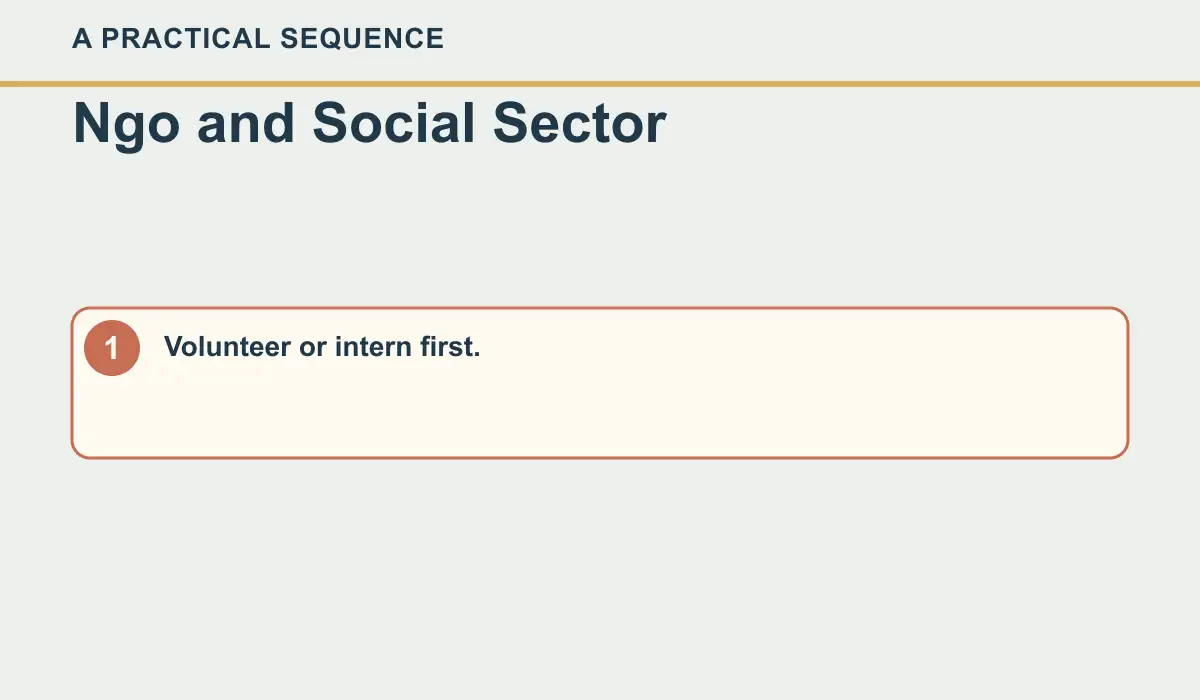 A PRACTICAL SEQUENCE
Ngo and Social Sector
1 Volunteer or intern first.